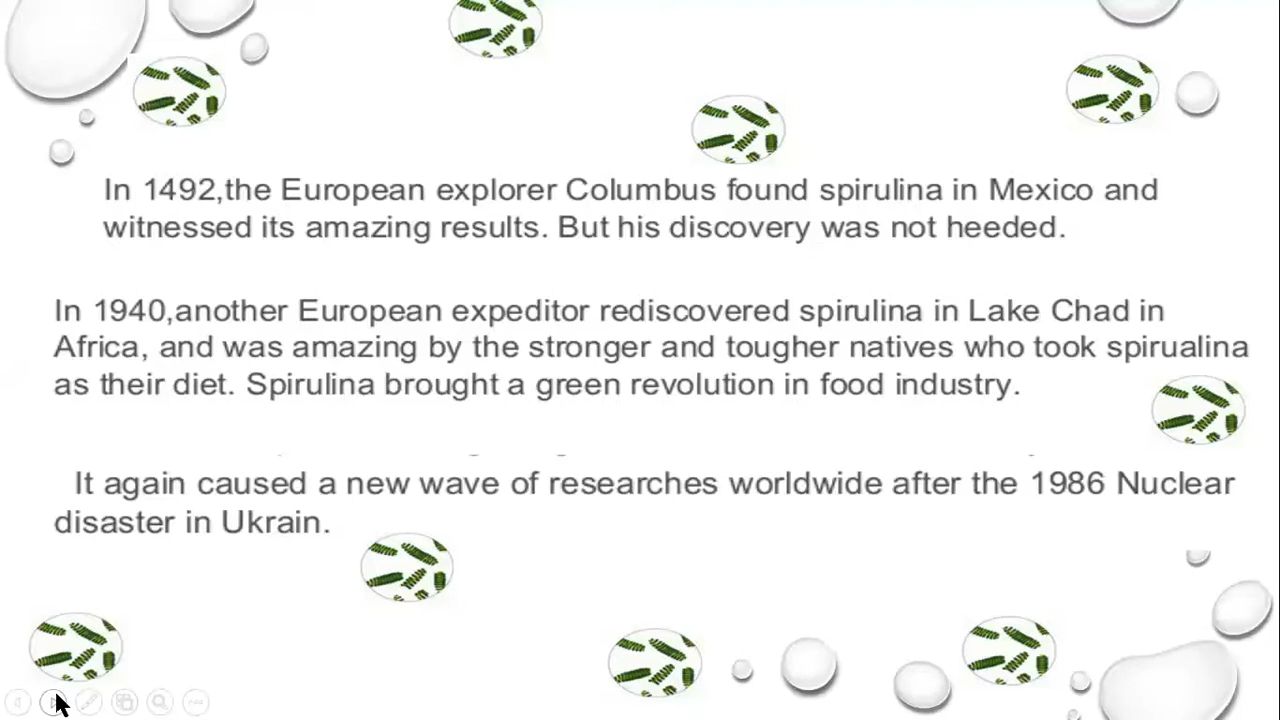 In 1492,the European explorer Columbus found spirulina in Mexico and
witnessed its amazing results. But his discovery was not heeded.
In 1940,another European expeditor rediscovered spirulina in Lake Chad in
Africa, and was amazing by the stronger and tougher natives who took spirualina
as their diet. Spirulina brought a green revolution in food industry.
It again caused a new wave of researches worldwide after the 1986 Nuclear
disaster in Ukrain.